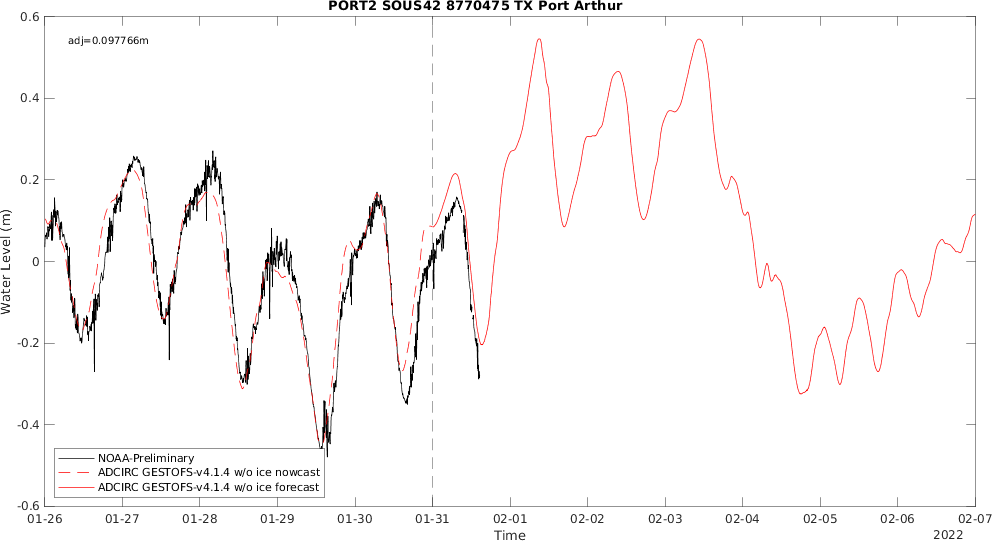 PORT2 SOUS42 8770475 TX Port Arthur
adj=0.097766m
0.6
0.4
0.2
0
-0.2
-0.4
-0.6
Water Level (m)
NOAA-Preliminary
ADCIRC GESTOFS-v4.1.4 w/o ice nowcast
ADCIRC GESTOFS-v4.1.4 w/o ice forecast
01-26 01-27 01-28 01-29 01-30 01-31 02-01 02-02 02-03 02-04 02-05 02-06 02-07
Time
2022